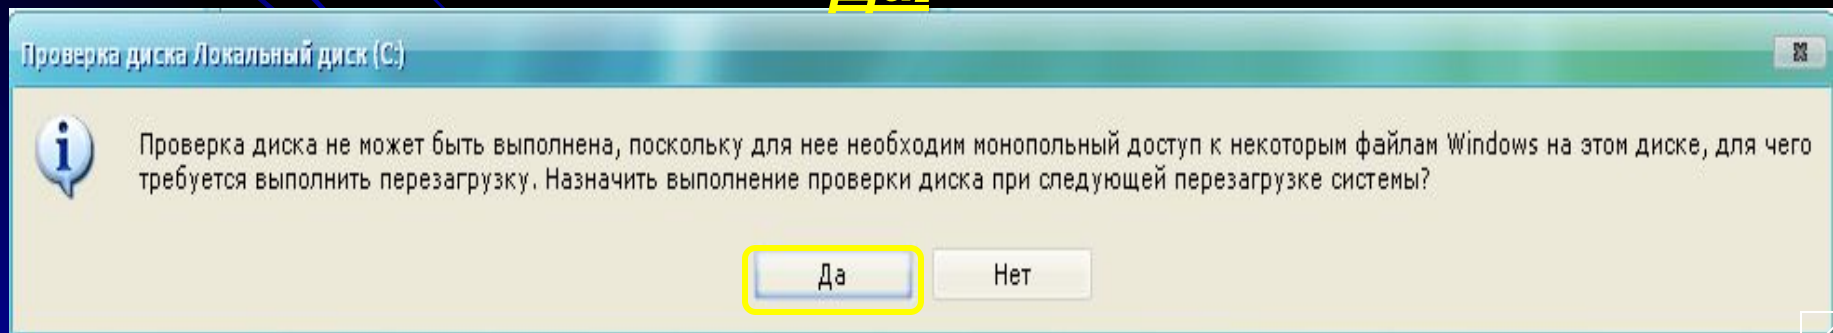 Проверка диска Локальный диск (C:)
Проверка диска не может быть выполнена, поскольку для нее необходим монопольный доступ к некоторым файлам Windows на этом диске, для чего
требуется выполнить перезагрузку. Назначить выполнение проверки диска при следующей перезагрузке системы?
Да
Нет